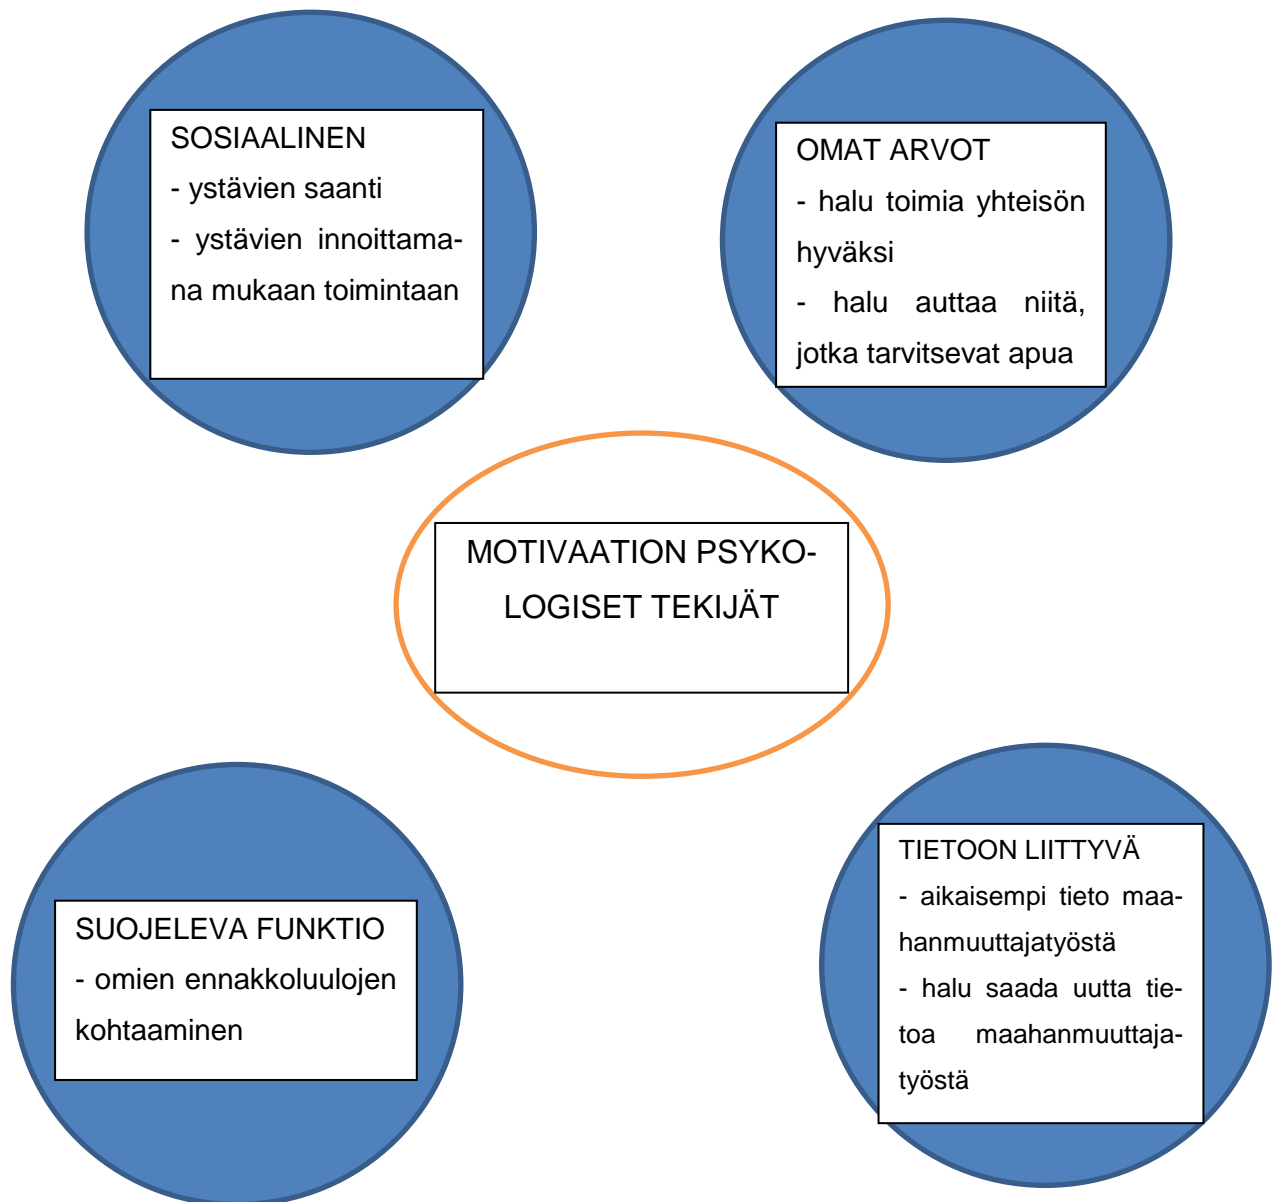 SOSIAALINEN
- ystävien saanti
- ystävien innoittama-
na mukaan toimintaan
OMAT ARVOT
- halu toimia yhteisön
hyväksi
- halu auttaa niitä,
jotka tarvitsevat apua
MOTIVAATION PSYKO-
LOGISET TEKIJÄT
SUOJELEVA FUNKTIO
- omien ennakkoluulojen
kohtaaminen
TIETOON LIITTYVÄ
- aikaisempi tieto maa-
hanmuuttajatyöstä
- halu saada uutta tie-
toa maahanmuuttaja-
työstä